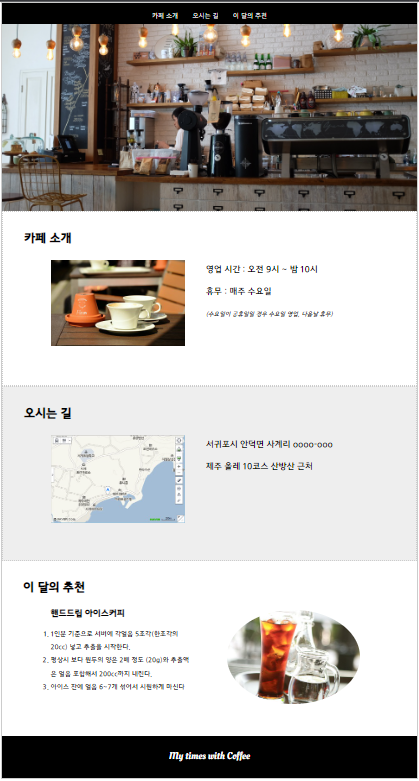 카페 소개 오시는 길 이 달의 추천
카페 소개
영업 시간 : 오전 9시 ~ 밤 10시
휴무 : 매주 수요일
(수요일이 공휴일일 경우 수요일 영업, 다음날 휴무)
오시는 길
서귀포시 안덕면 사계리 oooo-ooo
제주 올레 10코스 산방산 근처
이 달의 추천
핸드드립 아이스커피
1. 1인분 기준으로 서버에 각얼음 5조각(한조각의
20cc) 넣고 추출을 시작한다.
2. 평상시 보다 원두의 양은 2배 정도 (20g)와 추출액
은 얼음 포함해서 200cc까지 내린다.
3. 아이스 잔에 얼음 6~7개 섞어서 시원하게 마신다
My times with Coffee